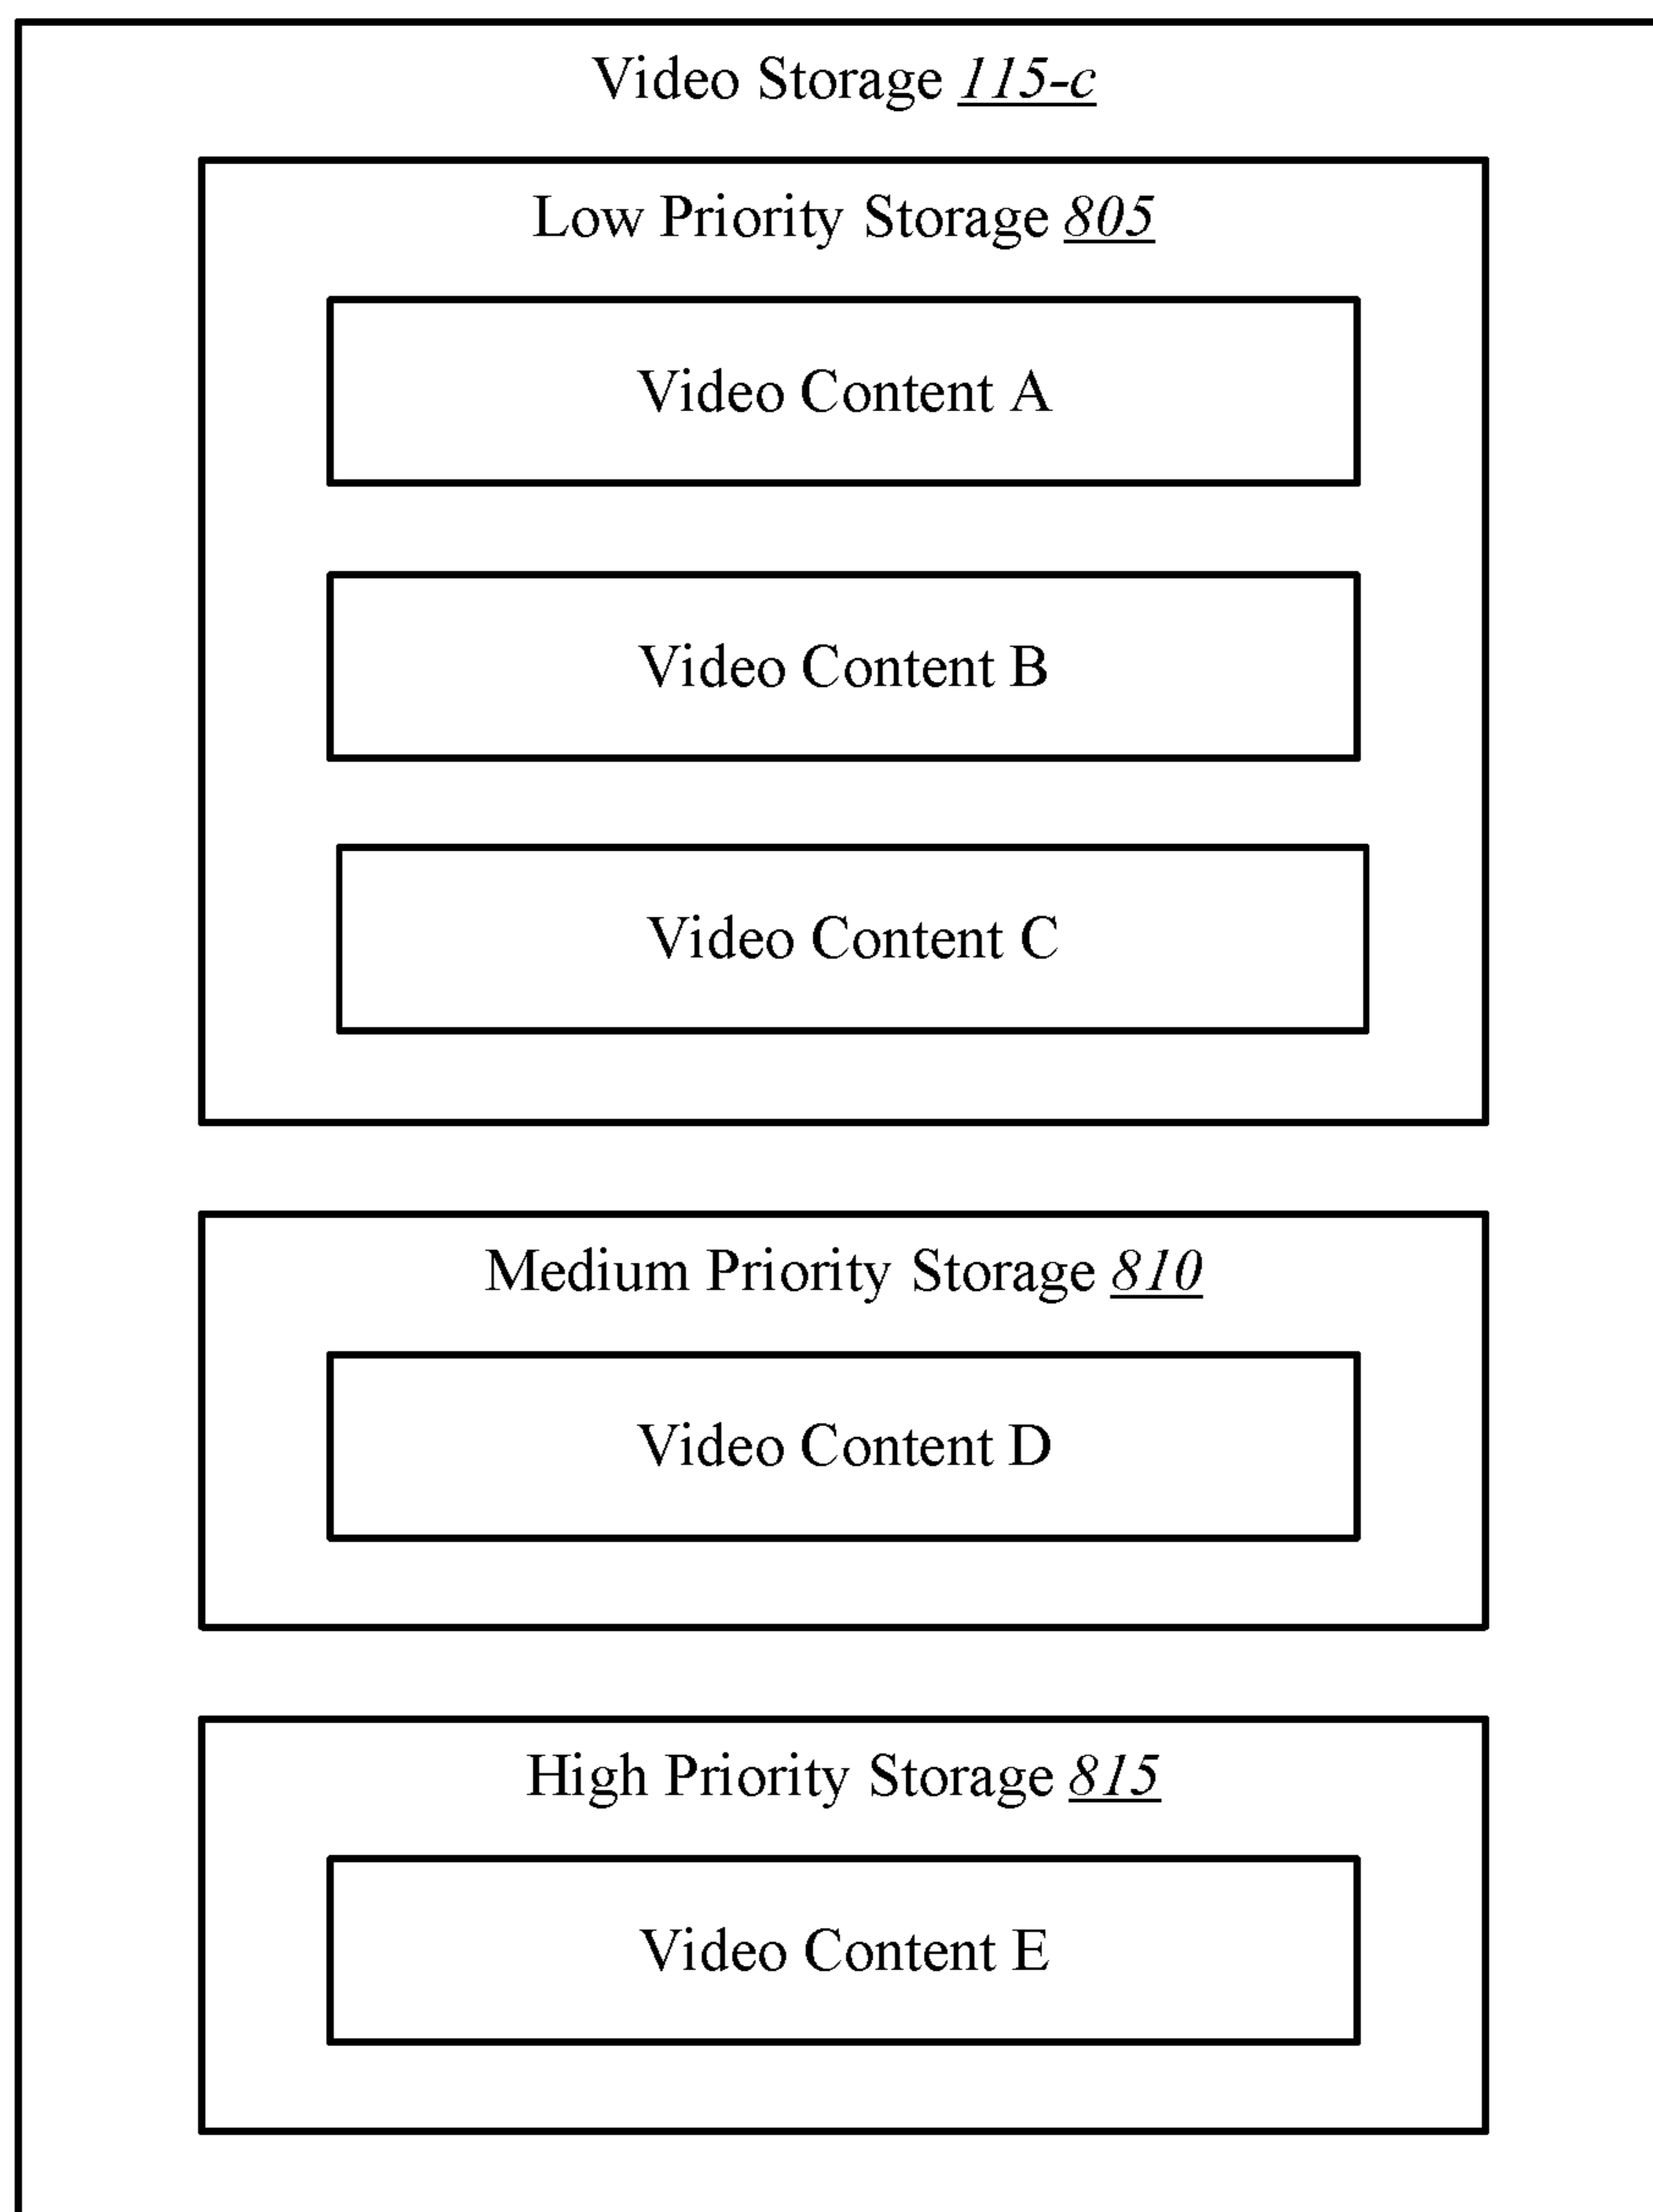 Video Storage 115-c
Low Priority Storage 805
Video Content A
Video Content B
Video Content C
Medium Priority Storage 810
Video Content D
High Priority Storage 815
Video Content E